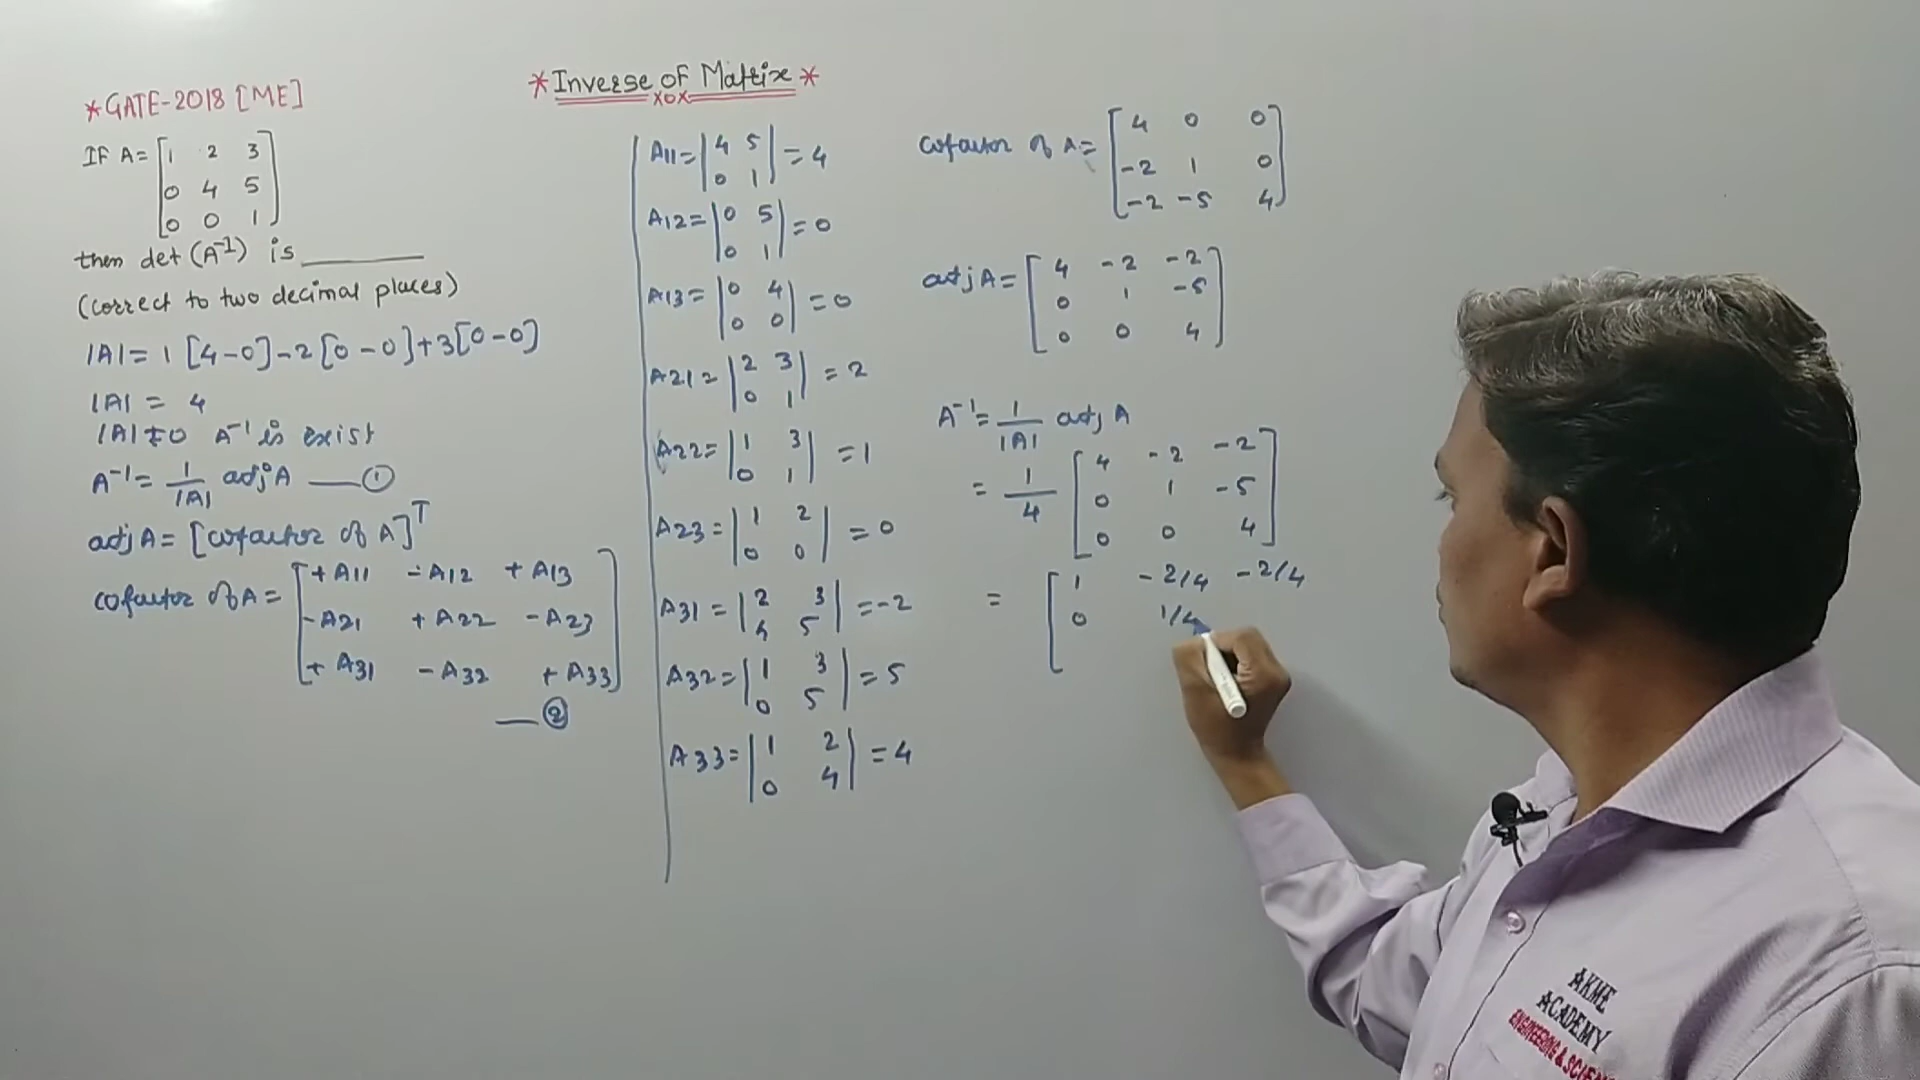 *Inverse of Matrix*
xox
*GATE-2018 [ME]
IF A= [1 2 3
0 4 5
0 0 1]
then det (A⁻¹) is ______
(correct to two decimal places)
|A| = 1 [4-0]-2[0-0]+3[0-0]
|A| = 4
|A|≠0 A⁻¹ is exist
A⁻¹= 1/|A| adjA —①
adjA= [cofactor of A]ᵀ
cofactor of A= [+A11 -A12 +A13
-A21 +A22 -A23
+A31 -A32 +A33]
—②
A11= |4 5
0 1| = 4
A12= |0 5
0 1| = 0
A13= |0 4
0 0| = 0
A21= |2 3
0 1| = 2
A22= |1 3
0 1| = 1
A23= |1 2
0 0| = 0
A31= |2 3
4 5| = -2
A32= |1 3
0 5| = 5
A33= |1 2
0 4| = 4
cofactor of A= [4 0 0
-2 1 0
-2 -5 4]
adjA= [4 -2 -2
0 1 -5
0 0 4]
A⁻¹= 1/|A| adj A
= 1/4 [4 -2 -2
0 1 -5
0 0 4]
= [1 -2/4 -2/4
0 1/4
AKME
ACADEMY